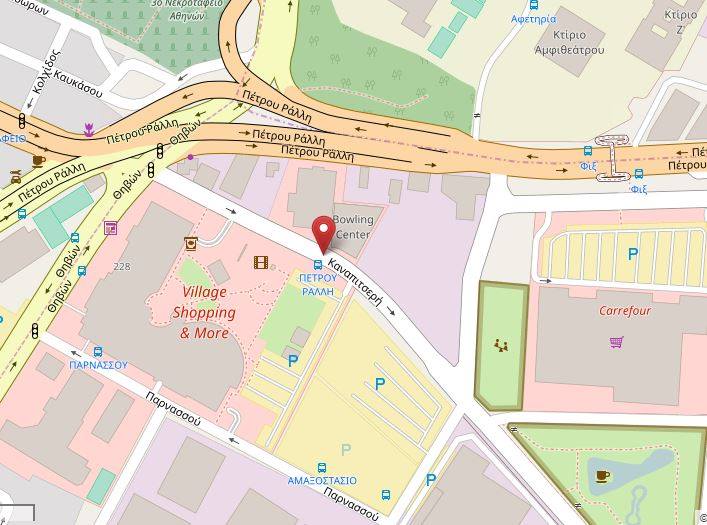 3ο Νεκροταφείο
Αθηνών
Αφετηρία
Κτίριο
Αμφιθεάτρου
Κτίριο
Ζ'
Κολχίδος
Καυκάσου
Πέτρου Ράλλη
Πέτρου Ράλλη
Θηβών
Πέτρου Ράλλη
Πέτρου Ράλλη
Πέτρου Ράλλη
Πέτρου Ράλλη
Φιξ
Φιξ
Θηβών
Bowling
Center
Θηβών
Θηβών
228
ΠΕΤΡΟΥ
ΡΑΛΛΗ
Καναπιτσερή
Village
Shopping
& More
P
Carrefour
ΠΑΡΝΑΣΣΟΥ
P
P
Παρνασσού
P
ΑΜΑΞΟΣΤΑΣΙΟ
P
Παρνασσού
©